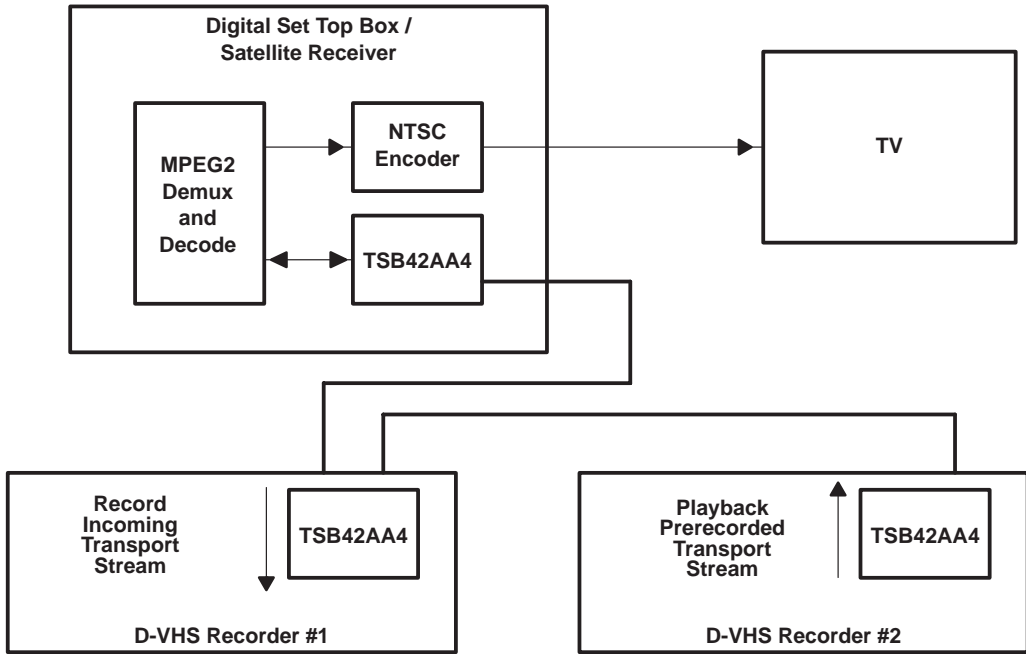 Digital Set Top Box /
Satellite Receiver
MPEG2
Demux
and
Decode
NTSC
Encoder
TSB42AA4
TV
Record
Incoming
Transport
Stream
TSB42AA4
D-VHS Recorder #1
Playback
Prerecorded
Transport
Stream
TSB42AA4
D-VHS Recorder #2